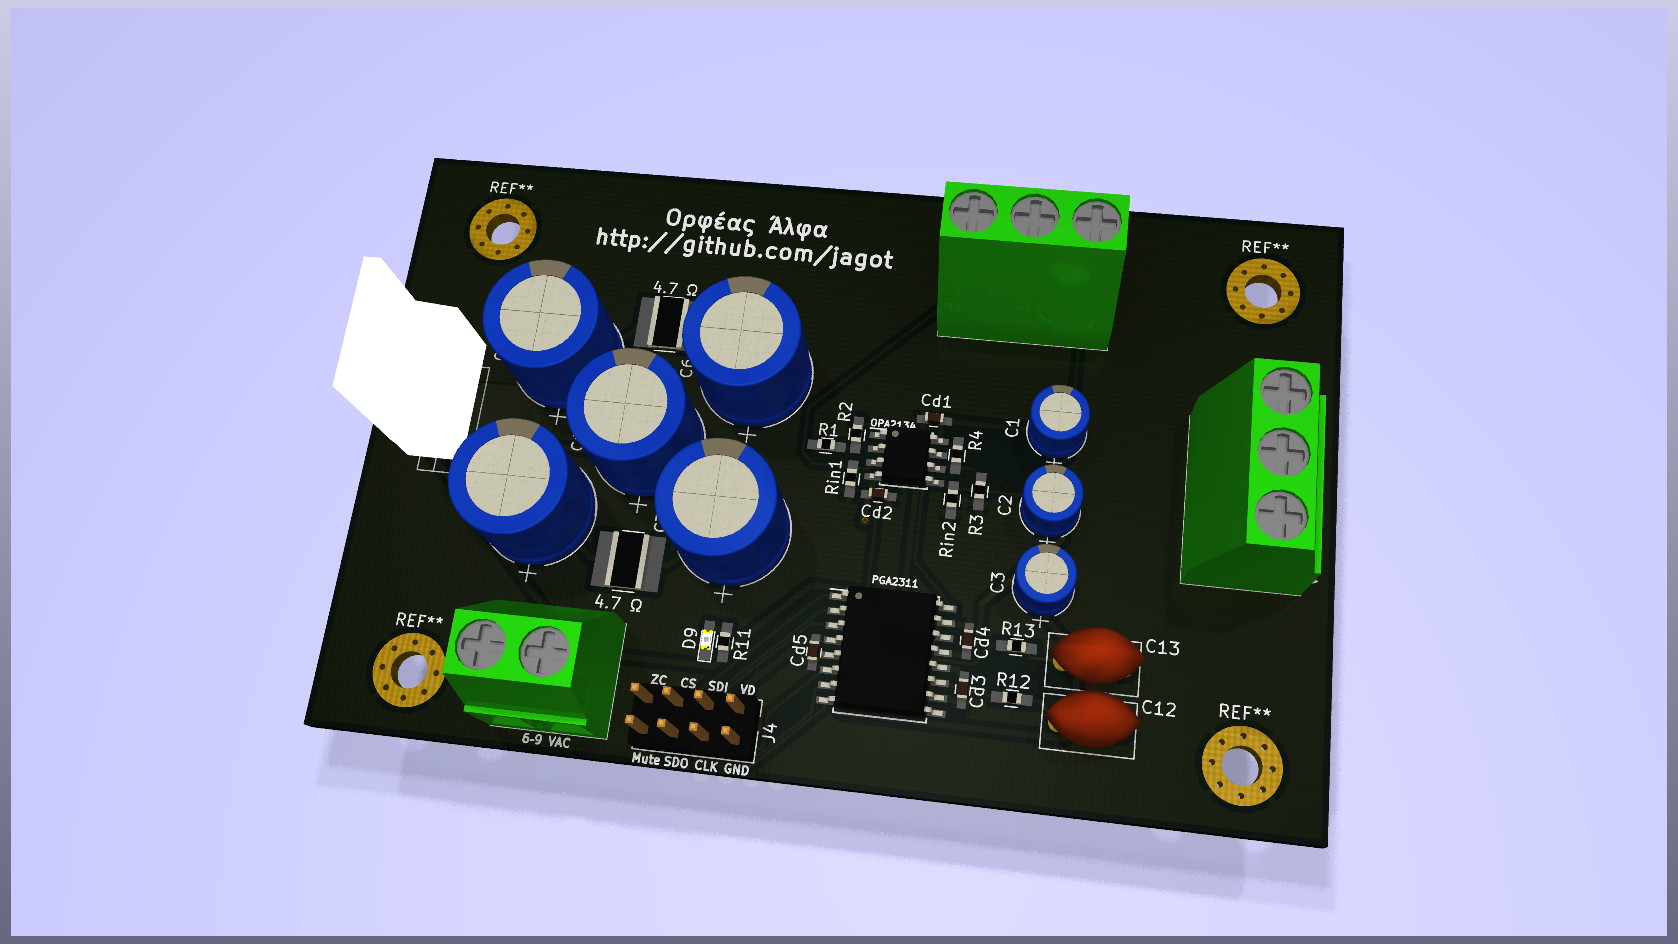 REF**
Ορφέας Άλφα
http://github.com/jagot
REF**
4.7 Ω
C6
Cd1
R2
OPA2134
R1
R4
C1
Rin1
Cd2
Rin2
R3
C2
PGA2311
C3
4.7 Ω
REF**
D9
R11
Cd5
Cd4
R13
C13
ZC CS SDI VD
Cd3
R12
C12
REF**
J4
6-9 VAC
Mute SDO CLK GND